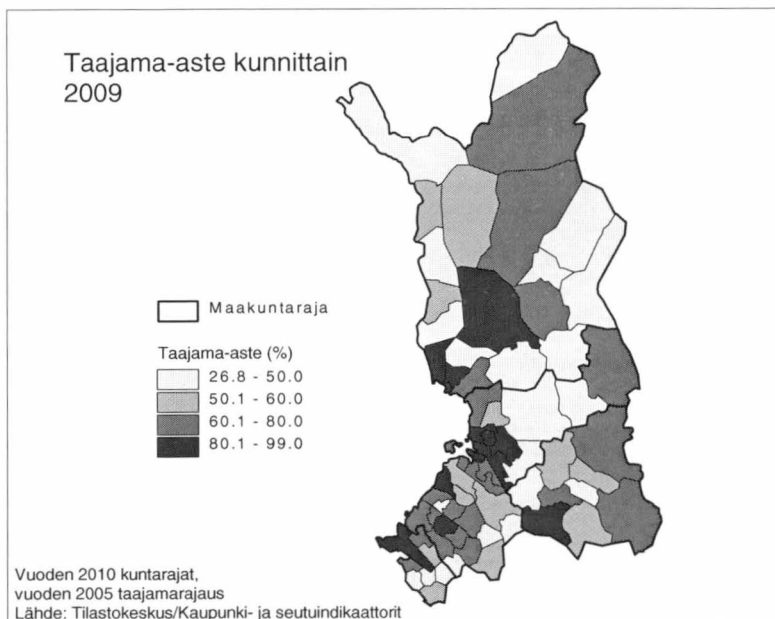 Taajama-aste kunnittain
2009
Maakuntaraja
Taajama-aste (%)
26.8 - 50.0
50.1 - 60.0
60.1 - 80.0
80.1 - 99.0
Vuoden 2010 kuntarajat,
vuoden 2005 taajamarajaus
Lähde: Tilastokeskus/Kaupunki- ja seutuindikaattorit